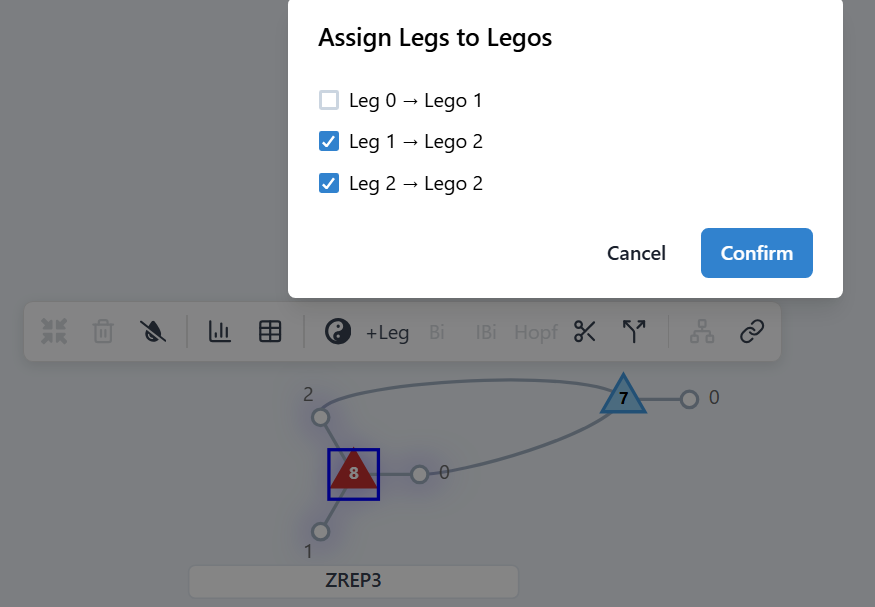 Assign Legs to Legos
Leg 0 → Lego 1
Leg 1 → Lego 2
Leg 2 → Lego 2
Cancel Confirm
+Leg Bi IBi Hopf
2
7 0
8 0
1
ZREP3